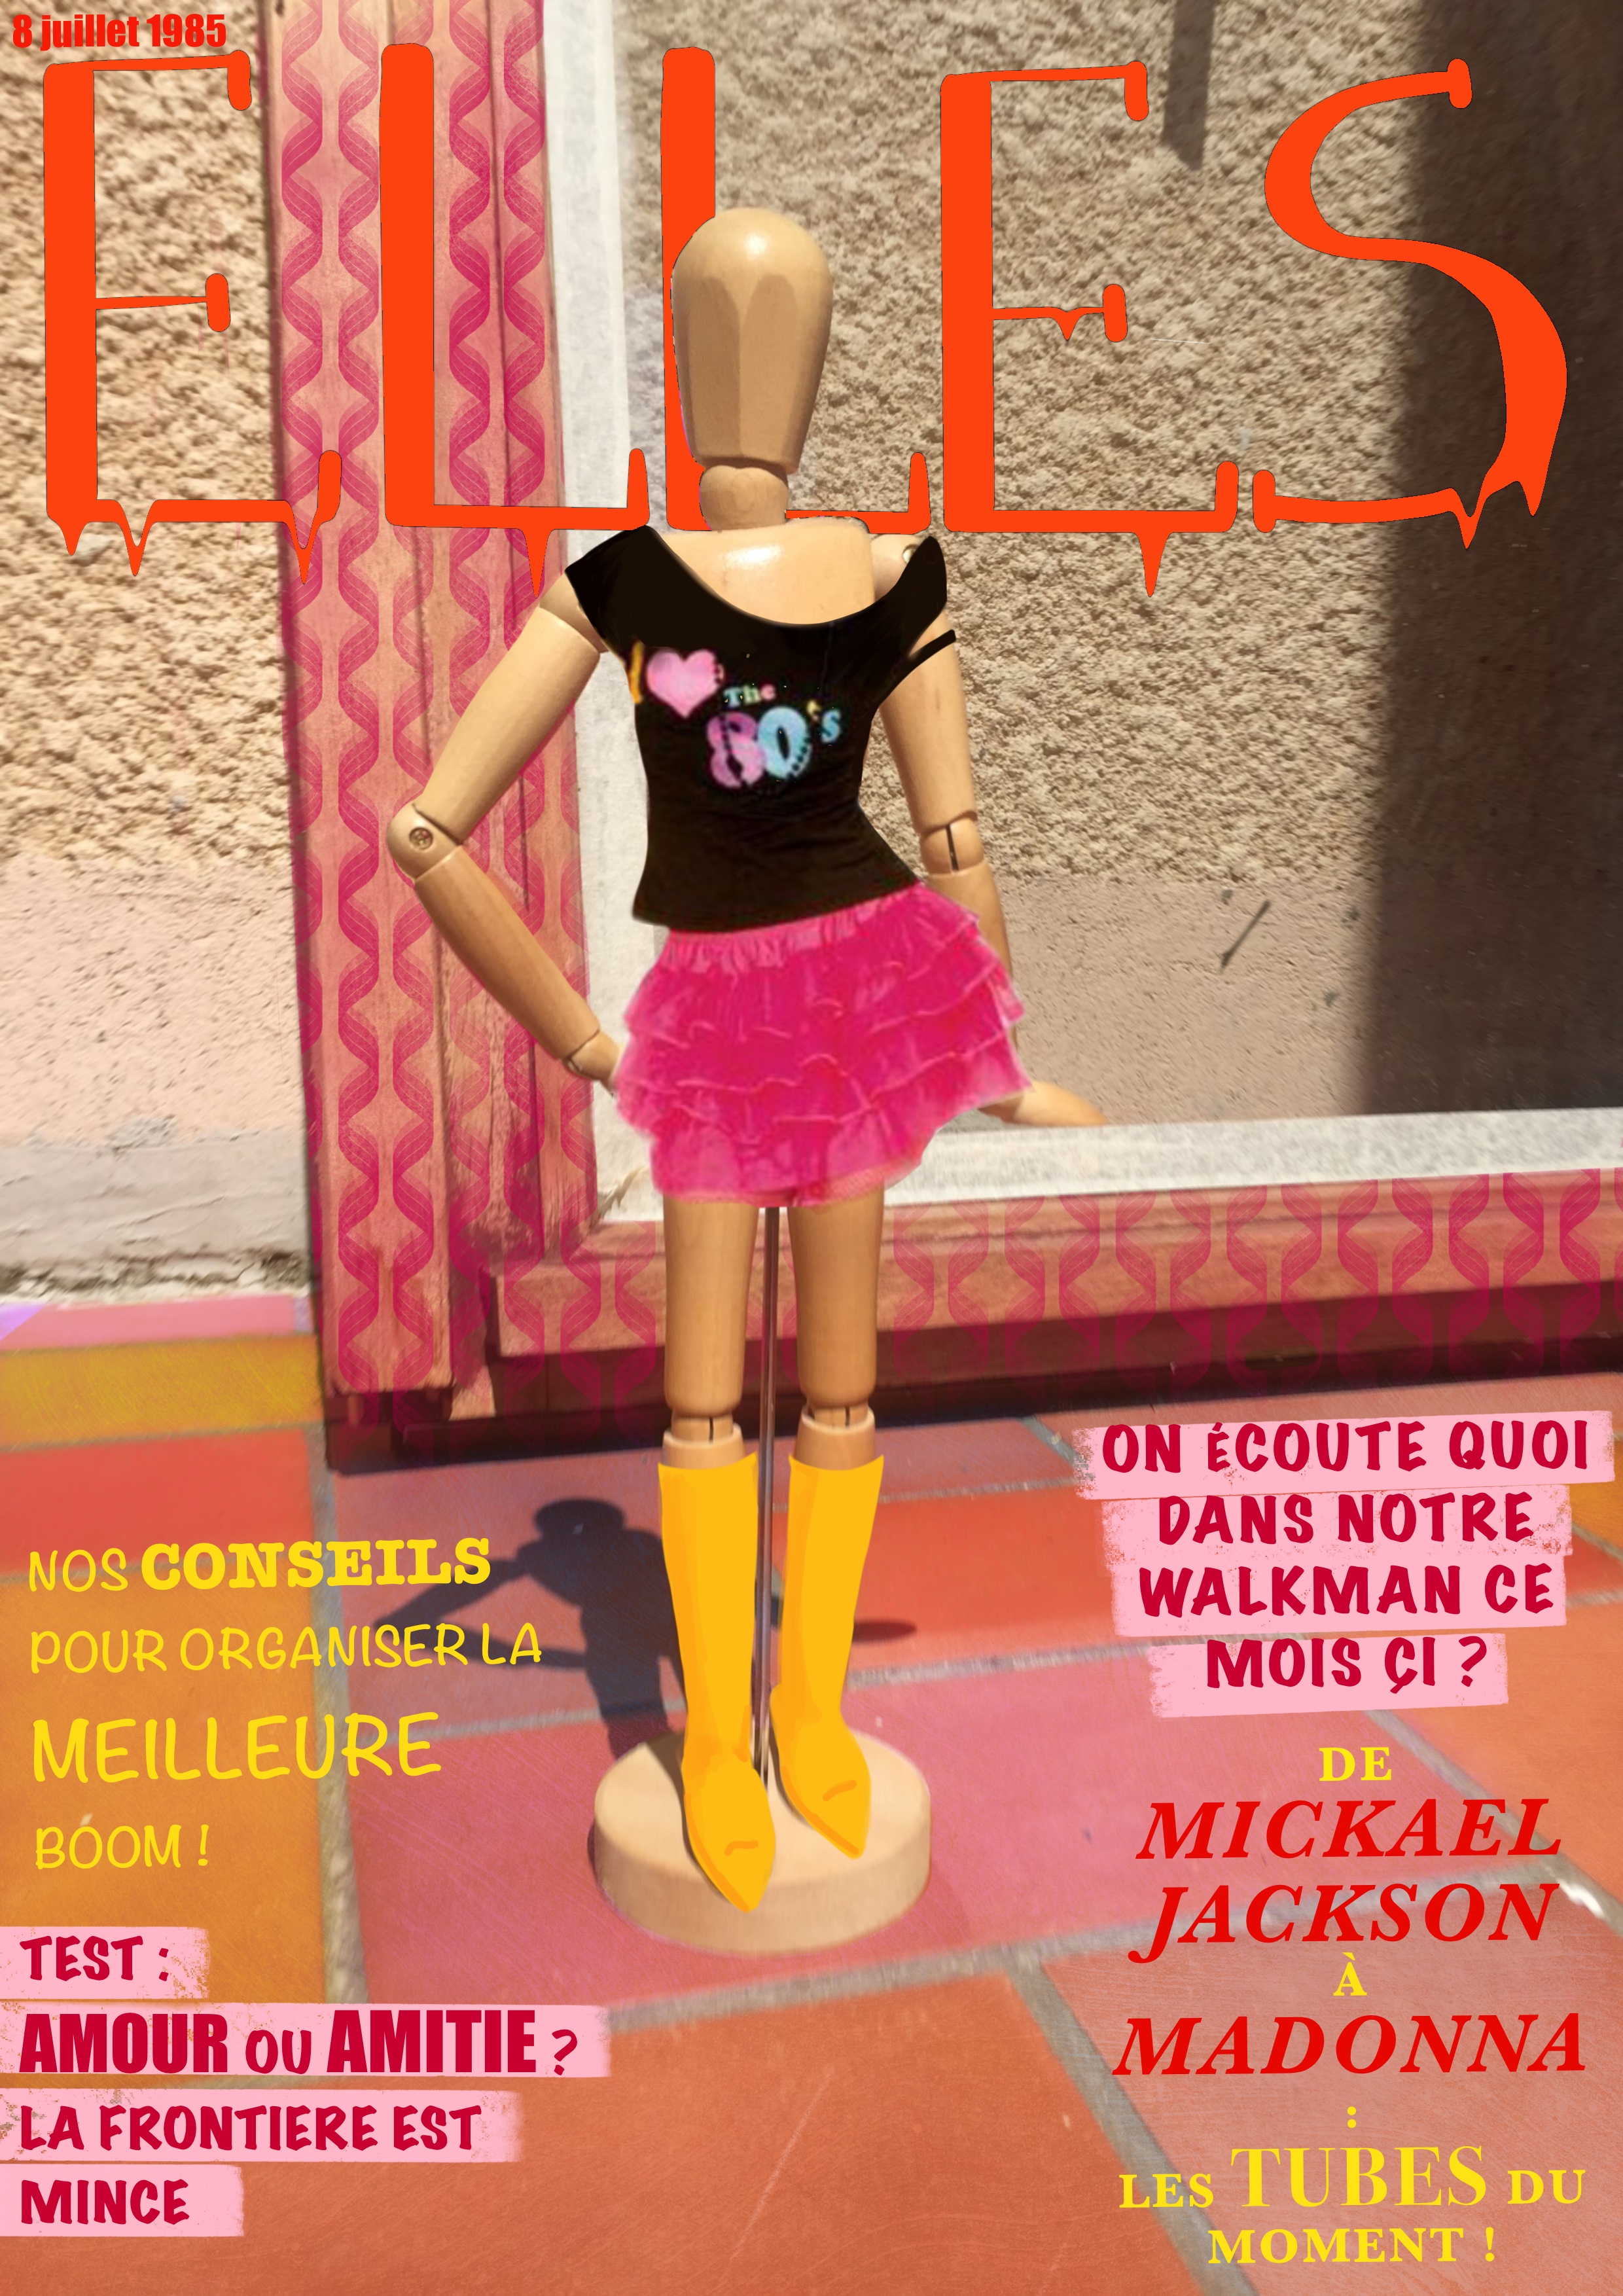 8 juillet 1985
ELLES
I
The
80's
NOS CONSEILS
POUR ORGANISER LA
MEILLEURE
BÓOM !
TEST :
AMOUR OU AMITIE ?
LA FRONTIERE EST
MINCE
ON ÉCOUTE QUOI
DANS NOTRE
WALKMAN CE
MOIS ÇI ?
DE
MICKAEL
JACKSON
À
MADONNA
:
LES TUBES DU
MOMENT !